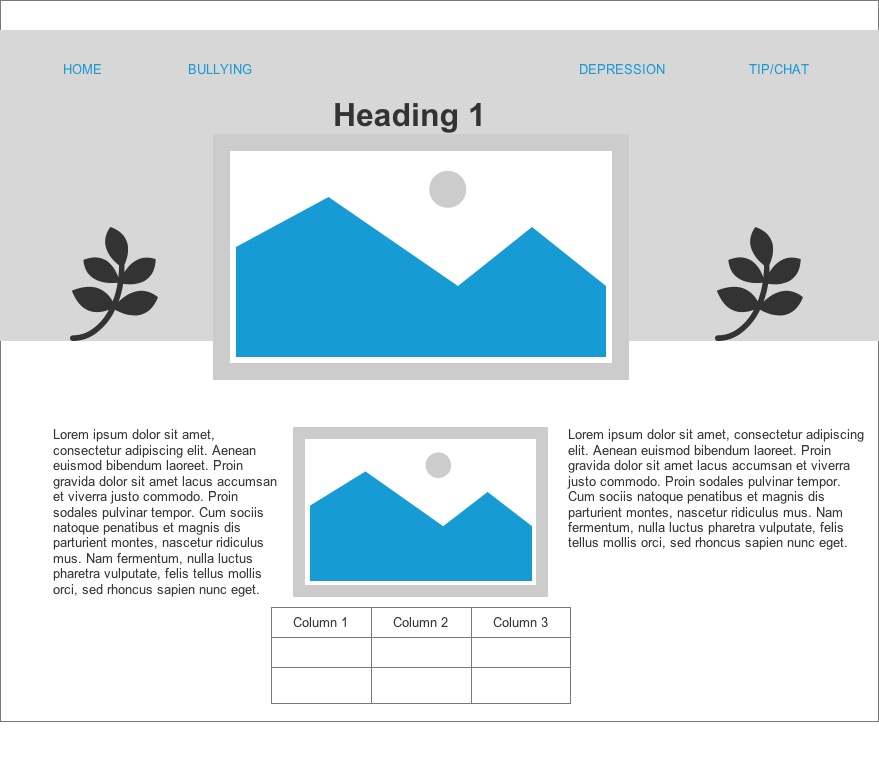 HOME BULLYING DEPRESSION TIP/CHAT
Heading 1
Lorem ipsum dolor sit amet,
consectetur adipiscing elit. Aenean
euismod bibendum laoreet. Proin
gravida dolor sit amet lacus accumsan
et viverra justo commodo. Proin
sodales pulvinar tempor. Cum sociis
natoque penatibus et magnis dis
parturient montes, nascetur ridiculus
mus. Nam fermentum, nulla luctus
pharetra vulputate, felis tellus mollis
orci, sed rhoncus sapien nunc eget.
Lorem ipsum dolor sit amet, consectetur adipiscing
elit. Aenean euismod bibendum laoreet. Proin
gravida dolor sit amet lacus accumsan et viverra
justo commodo. Proin sodales pulvinar tempor.
Cum sociis natoque penatibus et magnis dis
parturient montes, nascetur ridiculus mus. Nam
fermentum, nulla luctus pharetra vulputate, felis
tellus mollis orci, sed rhoncus sapien nunc eget.
Column 1 Column 2 Column 3